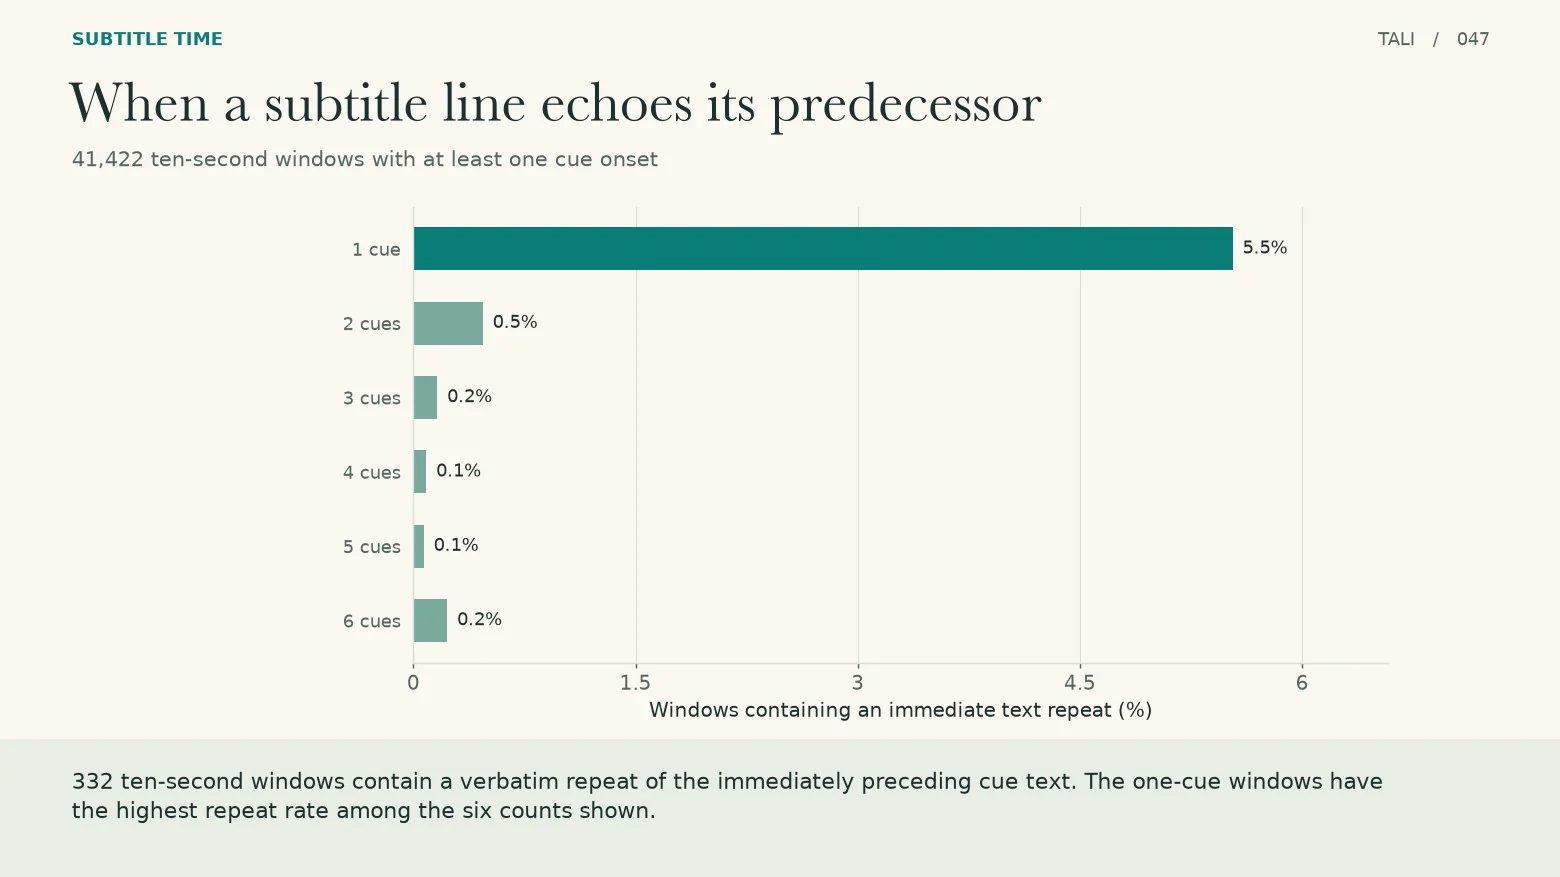 SUBTITLE TIME
TALI / 047
When a subtitle line echoes its predecessor
41,422 ten-second windows with at least one cue onset
1 cue
5.5%
2 cues
0.5%
3 cues
0.2%
4 cues
0.1%
5 cues
0.1%
6 cues
0.2%
0 1.5 3 4.5 6
Windows containing an immediate text repeat (%)
332 ten-second windows contain a verbatim repeat of the immediately preceding cue text. The one-cue windows have
the highest repeat rate among the six counts shown.